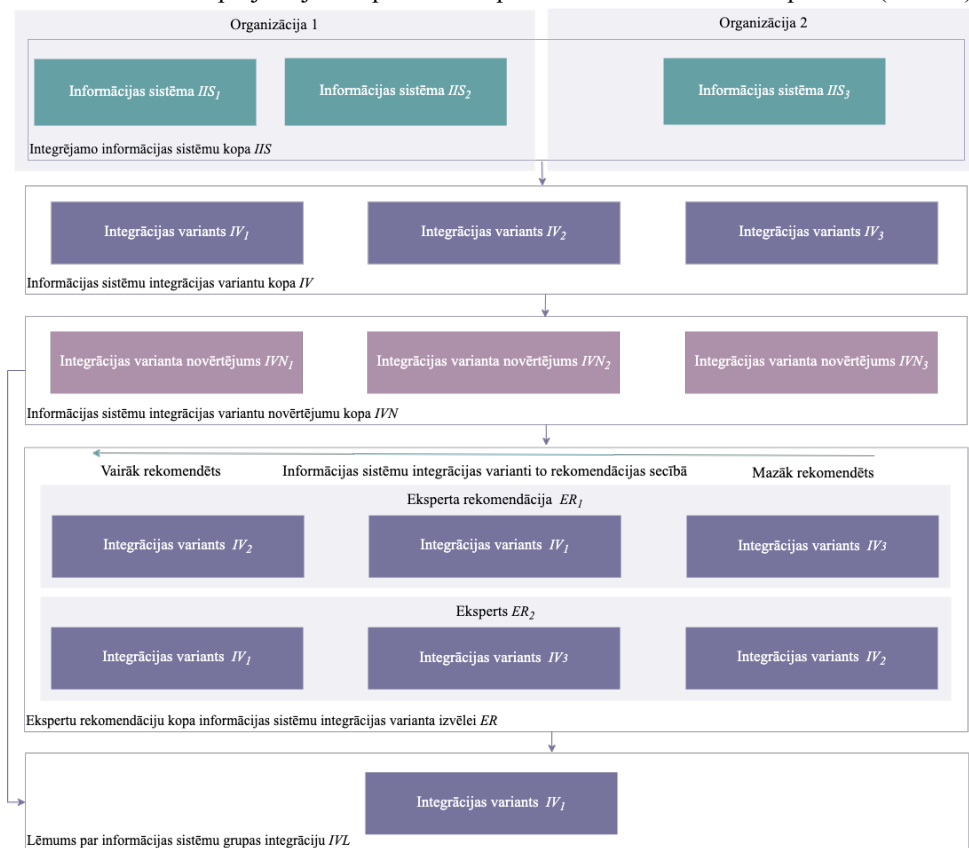 Organizācija 1
Organizācija 2
Informācijas sistēma IIS1
Informācijas sistēma IIS2
Informācijas sistēma IIS3
Integrējamo informācijas sistēmu kopa IIS
Integrācijas variants IV1
Integrācijas variants IV2
Integrācijas variants IV3
Informācijas sistēmu integrācijas variantu kopa IV
Integrācijas varianta novērtējums IVN1
Integrācijas varianta novērtējums IVN2
Integrācijas varianta novērtējums IVN3
Informācijas sistēmu integrācijas variantu novērtējumu kopa IVN
Vairāk rekomendēts
Informācijas sistēmu integrācijas varianti to rekomendācijas secībā
Mazāk rekomendēts
Eksperta rekomendācija ER1
Integrācijas variants IV2
Integrācijas variants IV1
Integrācijas variants IV3
Eksperts ER2
Integrācijas variants IV1
Integrācijas variants IV3
Integrācijas variants IV2
Ekspertu rekomendāciju kopa informācijas sistēmu integrācijas varianta izvēlei ER
Integrācijas variants IV1
Lēmums par informācijas sistēmu grupas integrāciju IVL